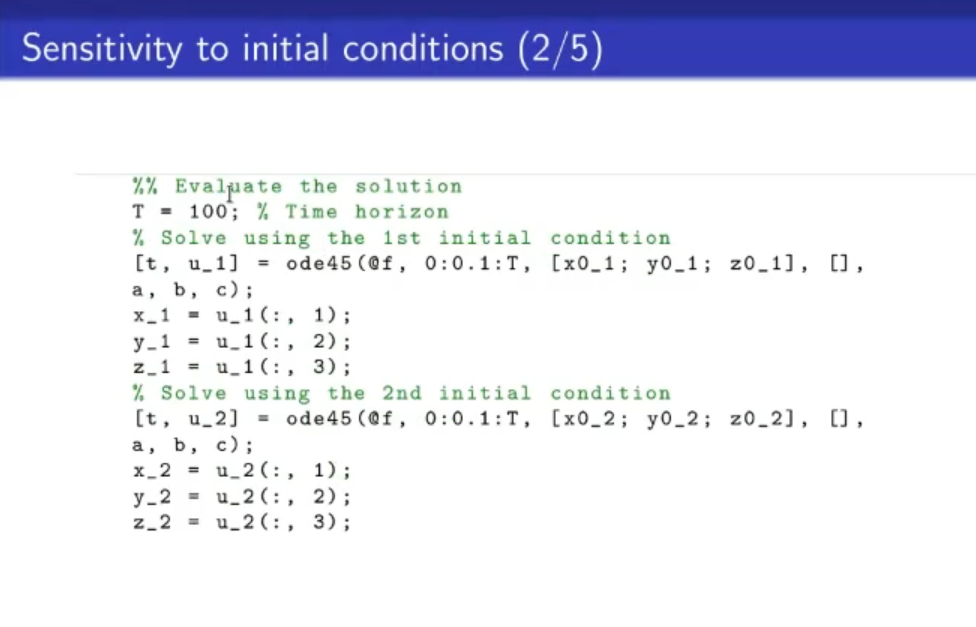 Sensitivity to initial conditions (2/5)
%% Evaluate the solution
T = 100; % Time horizon
% Solve using the 1st initial condition
[t, u_1] = ode45(@f, 0:0.1:T, [x0_1; y0_1; z0_1], [],
a, b, c);
x_1 = u_1(:, 1);
y_1 = u_1(:, 2);
z_1 = u_1(:, 3);
% Solve using the 2nd initial condition
[t, u_2] = ode45(@f, 0:0.1:T, [x0_2; y0_2; z0_2], [],
a, b, c);
x_2 = u_2(:, 1);
y_2 = u_2(:, 2);
z_2 = u_2(:, 3);